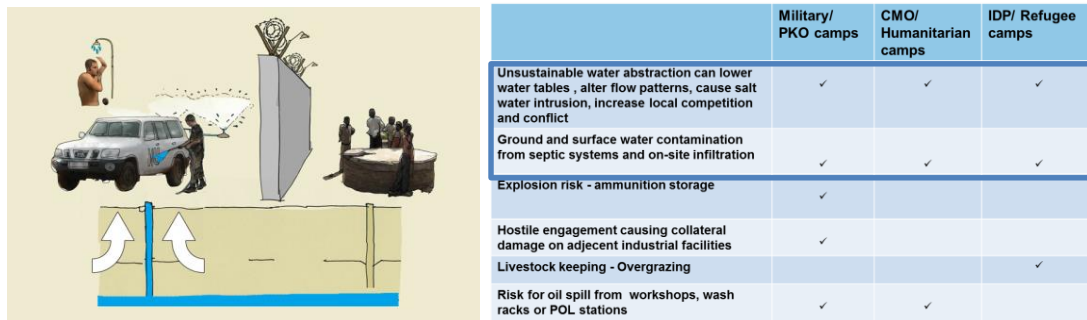 Military/
PKO camps
CMO/
Humanitarian
camps
IDP/ Refugee
camps
Unsustainable water abstraction can lower
water tables , alter flow patterns, cause salt
water intrusion, increase local competition
and conflict
✓ ✓ ✓
Ground and surface water contamination
from septic systems and on-site infiltration
✓ ✓ ✓
Explosion risk - ammunition storage
✓
Hostile engagement causing collateral
damage on adjecent industrial facilities
✓
Livestock keeping - Overgrazing
✓
Risk for oil spill from workshops, wash
racks or POL stations
✓ ✓